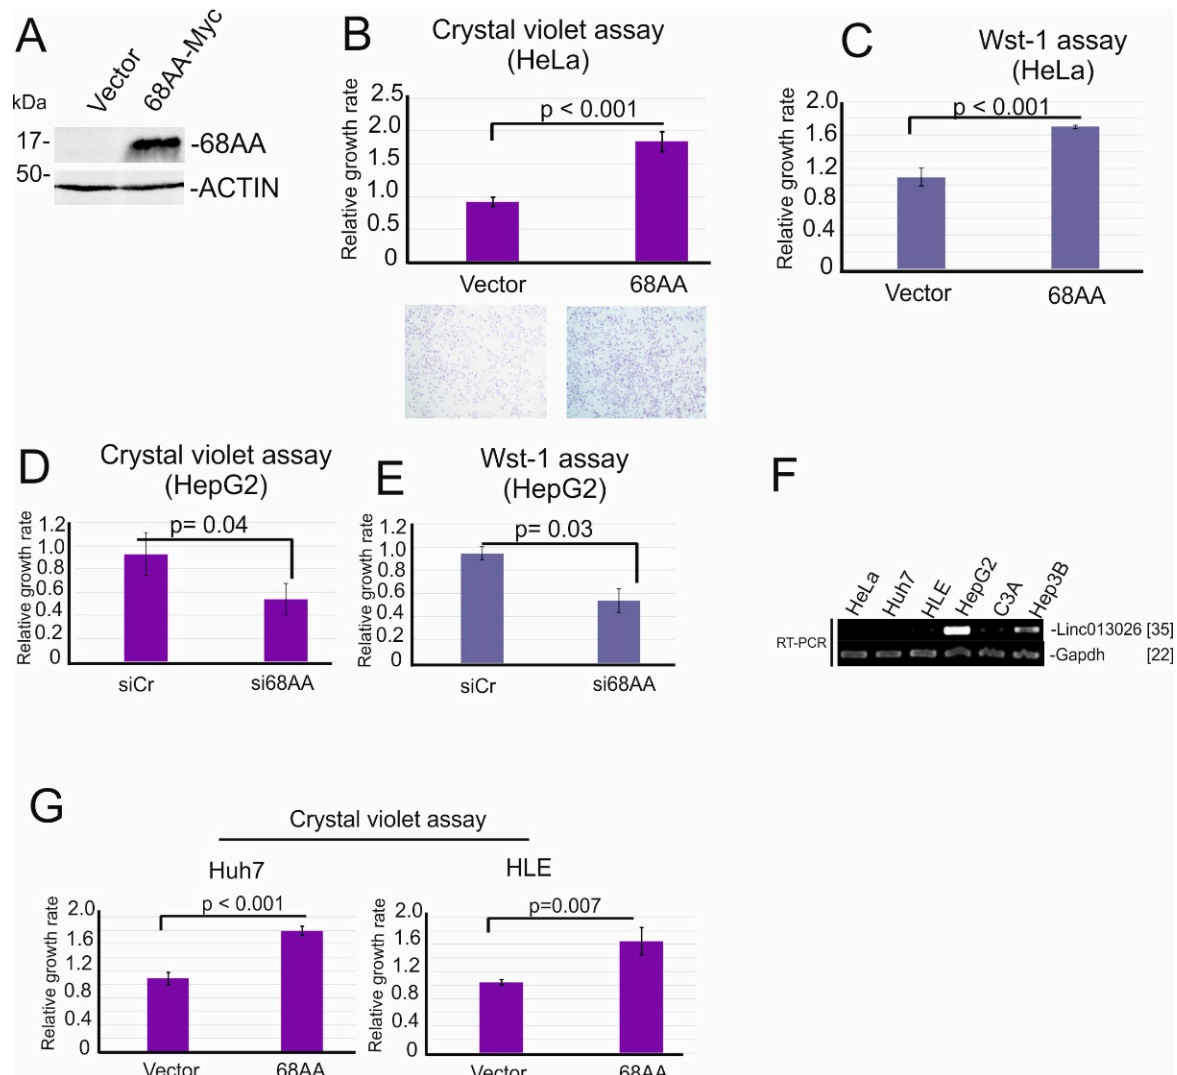 A
Vector
68AA-Myc
kDa
17-
-68AA
50-
-ACTIN
B
Crystal violet assay
(HeLa)
Relative growth rate
2.5
2.0
1.5
1.0
0.5
0
p < 0.001
Vector
68AA
C
Wst-1 assay
(HeLa)
Relative growth rate
2.0
1.6
1.2
0.8
0.4
0
p < 0.001
Vector
68AA
D
Crystal violet assay
(HepG2)
Relative growth rate
1.2
1.0
0.8
0.6
0.4
0.2
0
p= 0.04
siCr
si68AA
E
Wst-1 assay
(HepG2)
Relative growth rate
1.2
1.0
0.8
0.6
0.4
0.2
0
p= 0.03
siCr
si68AA
F
HeLa
Huh7
HLE
HepG2
C3A
Hep3B
RT-PCR
-Linc013026 [35]
-Gapdh [22]
G
Crystal violet assay
Huh7
Relative growth rate
2.0
1.6
1.2
0.8
0.4
0
p < 0.001
Vector
68AA
HLE
Relative growth rate
2.0
1.6
1.2
0.8
0.4
0
p=0.007
Vector
68AA